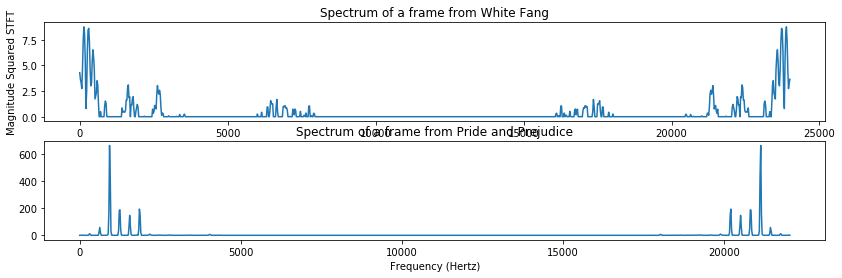 Spectrum of a frame from White Fang
Magnitude Squared STFT
7.5
5.0
2.5
0.0
0 5000 10000 15000 20000 25000
Spectrum of a frame from Pride and Prejudice
600
400
200
0
0 5000 10000 15000 20000
Frequency (Hertz)